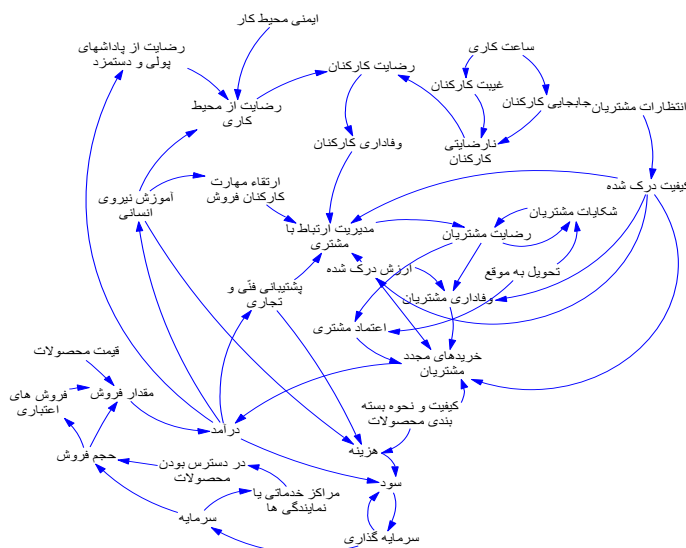 ایمنی محیط کار
رضایت از پاداشهای
پولی و دستمزد
رضایت کارکنان
ساعت کاری
غیبت کارکنان
جابجایی کارکنان
انتظارات مشتریان
رضایت از محیط
کاری
وفاداری کارکنان
نارضایتی
کارکنان
کیفیت درک شده
آموزش نیروی
انسانی
ارتقاء مهارت
کارکنان فروش
مدیریت ارتباط با
مشتری
رضایت مشتریان
شکایات مشتریان
ارزش درک شده
تحویل به موقع
پشتیبانی فنّی و
تجاری
وفاداری مشتریان
اعتماد مشتری
قیمت محصولات
خریدهای مجدد
مشتریان
فروش های
اعتباری
مقدار فروش
درآمد
کیفیت و نحوه بسته
بندی محصولات
هزینه
حجم فروش
در دسترس بودن
محصولات
سود
مراکز خدماتی یا
نمایندگی ها
سرمایه
سرمایه گذاری